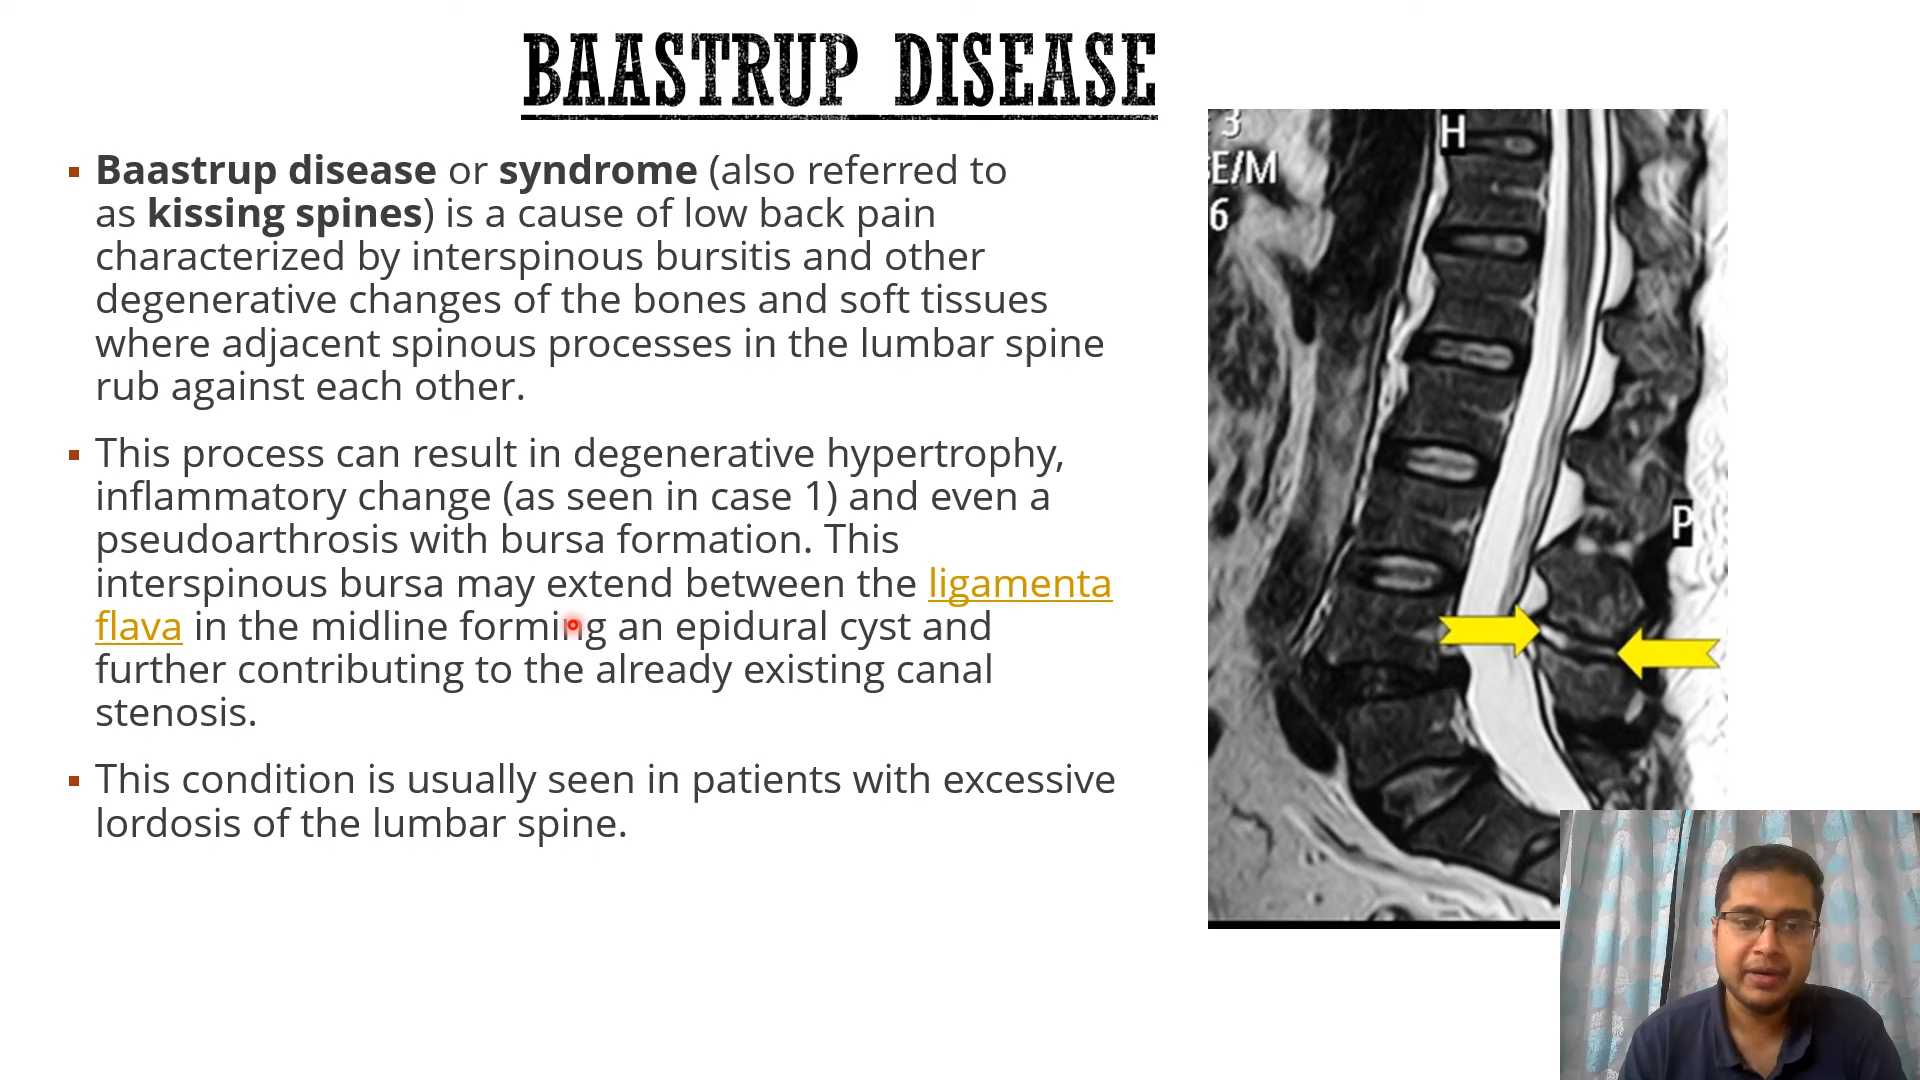 BAASTRUP DISEASE
Baastrup disease or syndrome (also referred to
as kissing spines) is a cause of low back pain
characterized by interspinous bursitis and other
degenerative changes of the bones and soft tissues
where adjacent spinous processes in the lumbar spine
rub against each other.
This process can result in degenerative hypertrophy,
inflammatory change (as seen in case 1) and even a
pseudoarthrosis with bursa formation. This
interspinous bursa may extend between the ligamenta
flava in the midline forming an epidural cyst and
further contributing to the already existing canal
stenosis.
This condition is usually seen in patients with excessive
lordosis of the lumbar spine.
3
H
SE/M
6
P